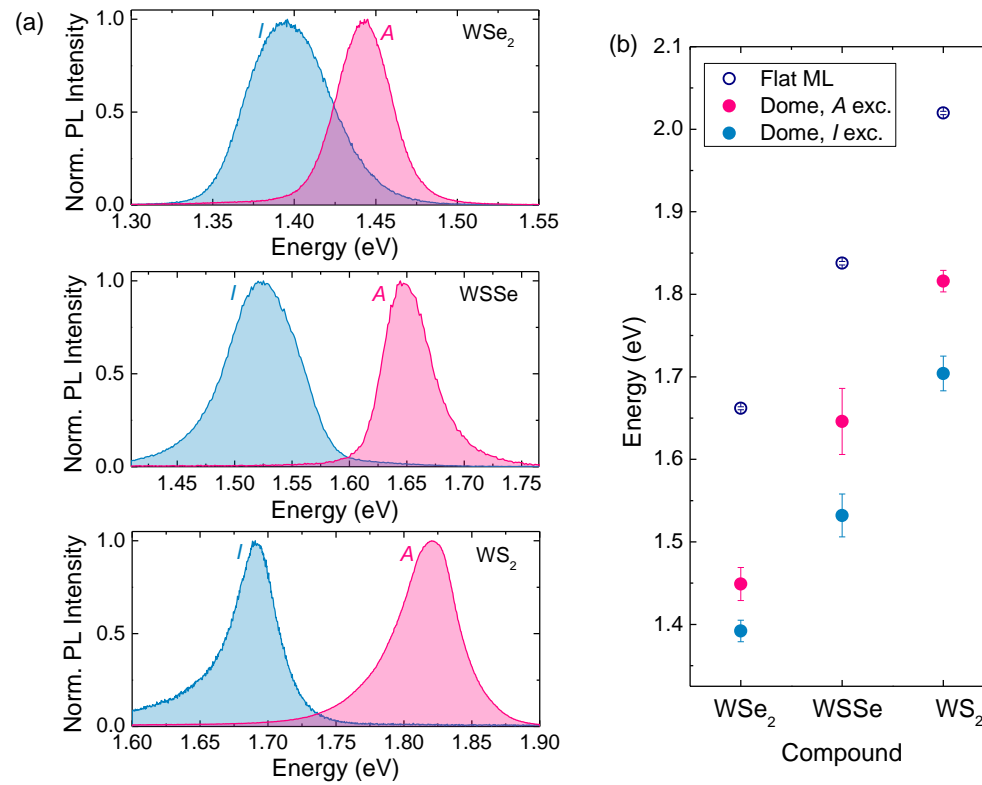 (a)
I
A
WSe₂
Norm. PL Intensity
1.0
0.5
0.0
1.30 1.35 1.40 1.45 1.50 1.55
Energy (eV)
I
A
WSSe
Norm. PL Intensity
1.0
0.5
0.0
1.45 1.50 1.55 1.60 1.65 1.70 1.75
Energy (eV)
I
A
WS₂
Norm. PL Intensity
1.0
0.5
0.0
1.60 1.65 1.70 1.75 1.80 1.85 1.90
Energy (eV)
(b)
Flat ML
Dome, A exc.
Dome, I exc.
Energy (eV)
2.1
2.0
1.9
1.8
1.7
1.6
1.5
1.4
WSe₂ WSSe WS₂
Compound